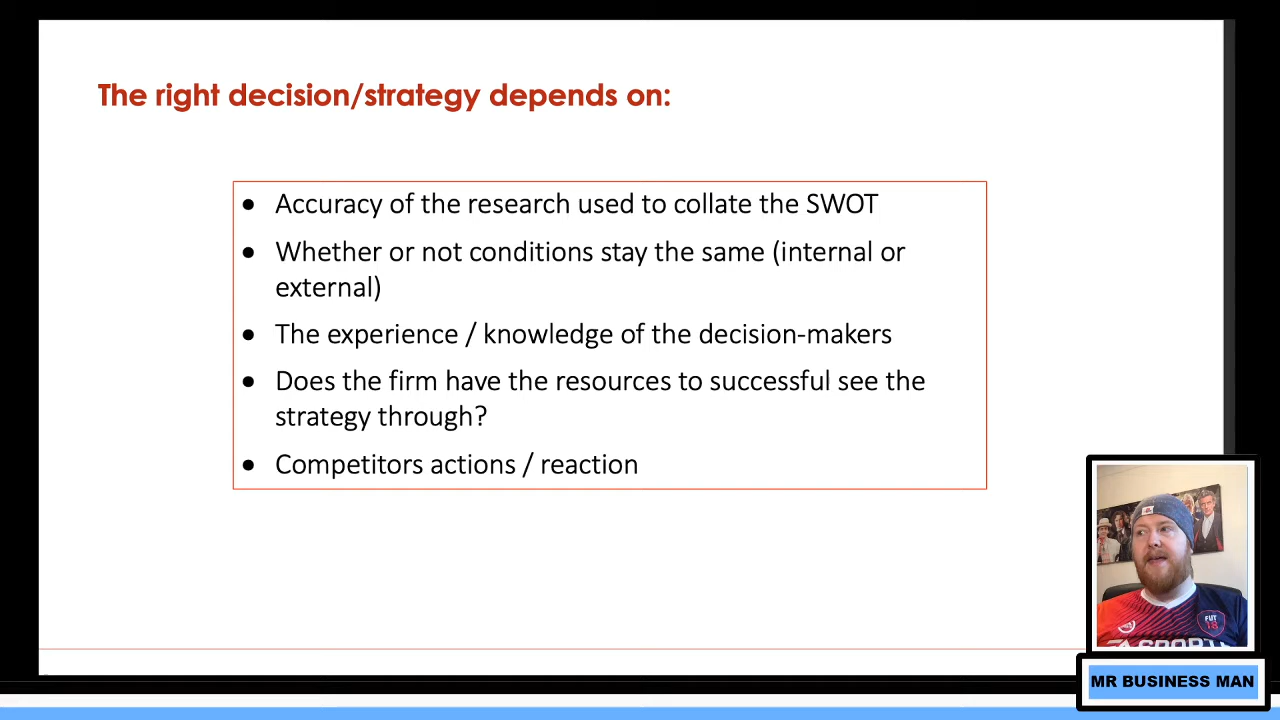 The right decision/strategy depends on:
● Accuracy of the research used to collate the SWOT
● Whether or not conditions stay the same (internal or
external)
● The experience / knowledge of the decision-makers
● Does the firm have the resources to successful see the
strategy through?
● Competitors actions / reaction
FUT
18
MR BUSINESS MAN